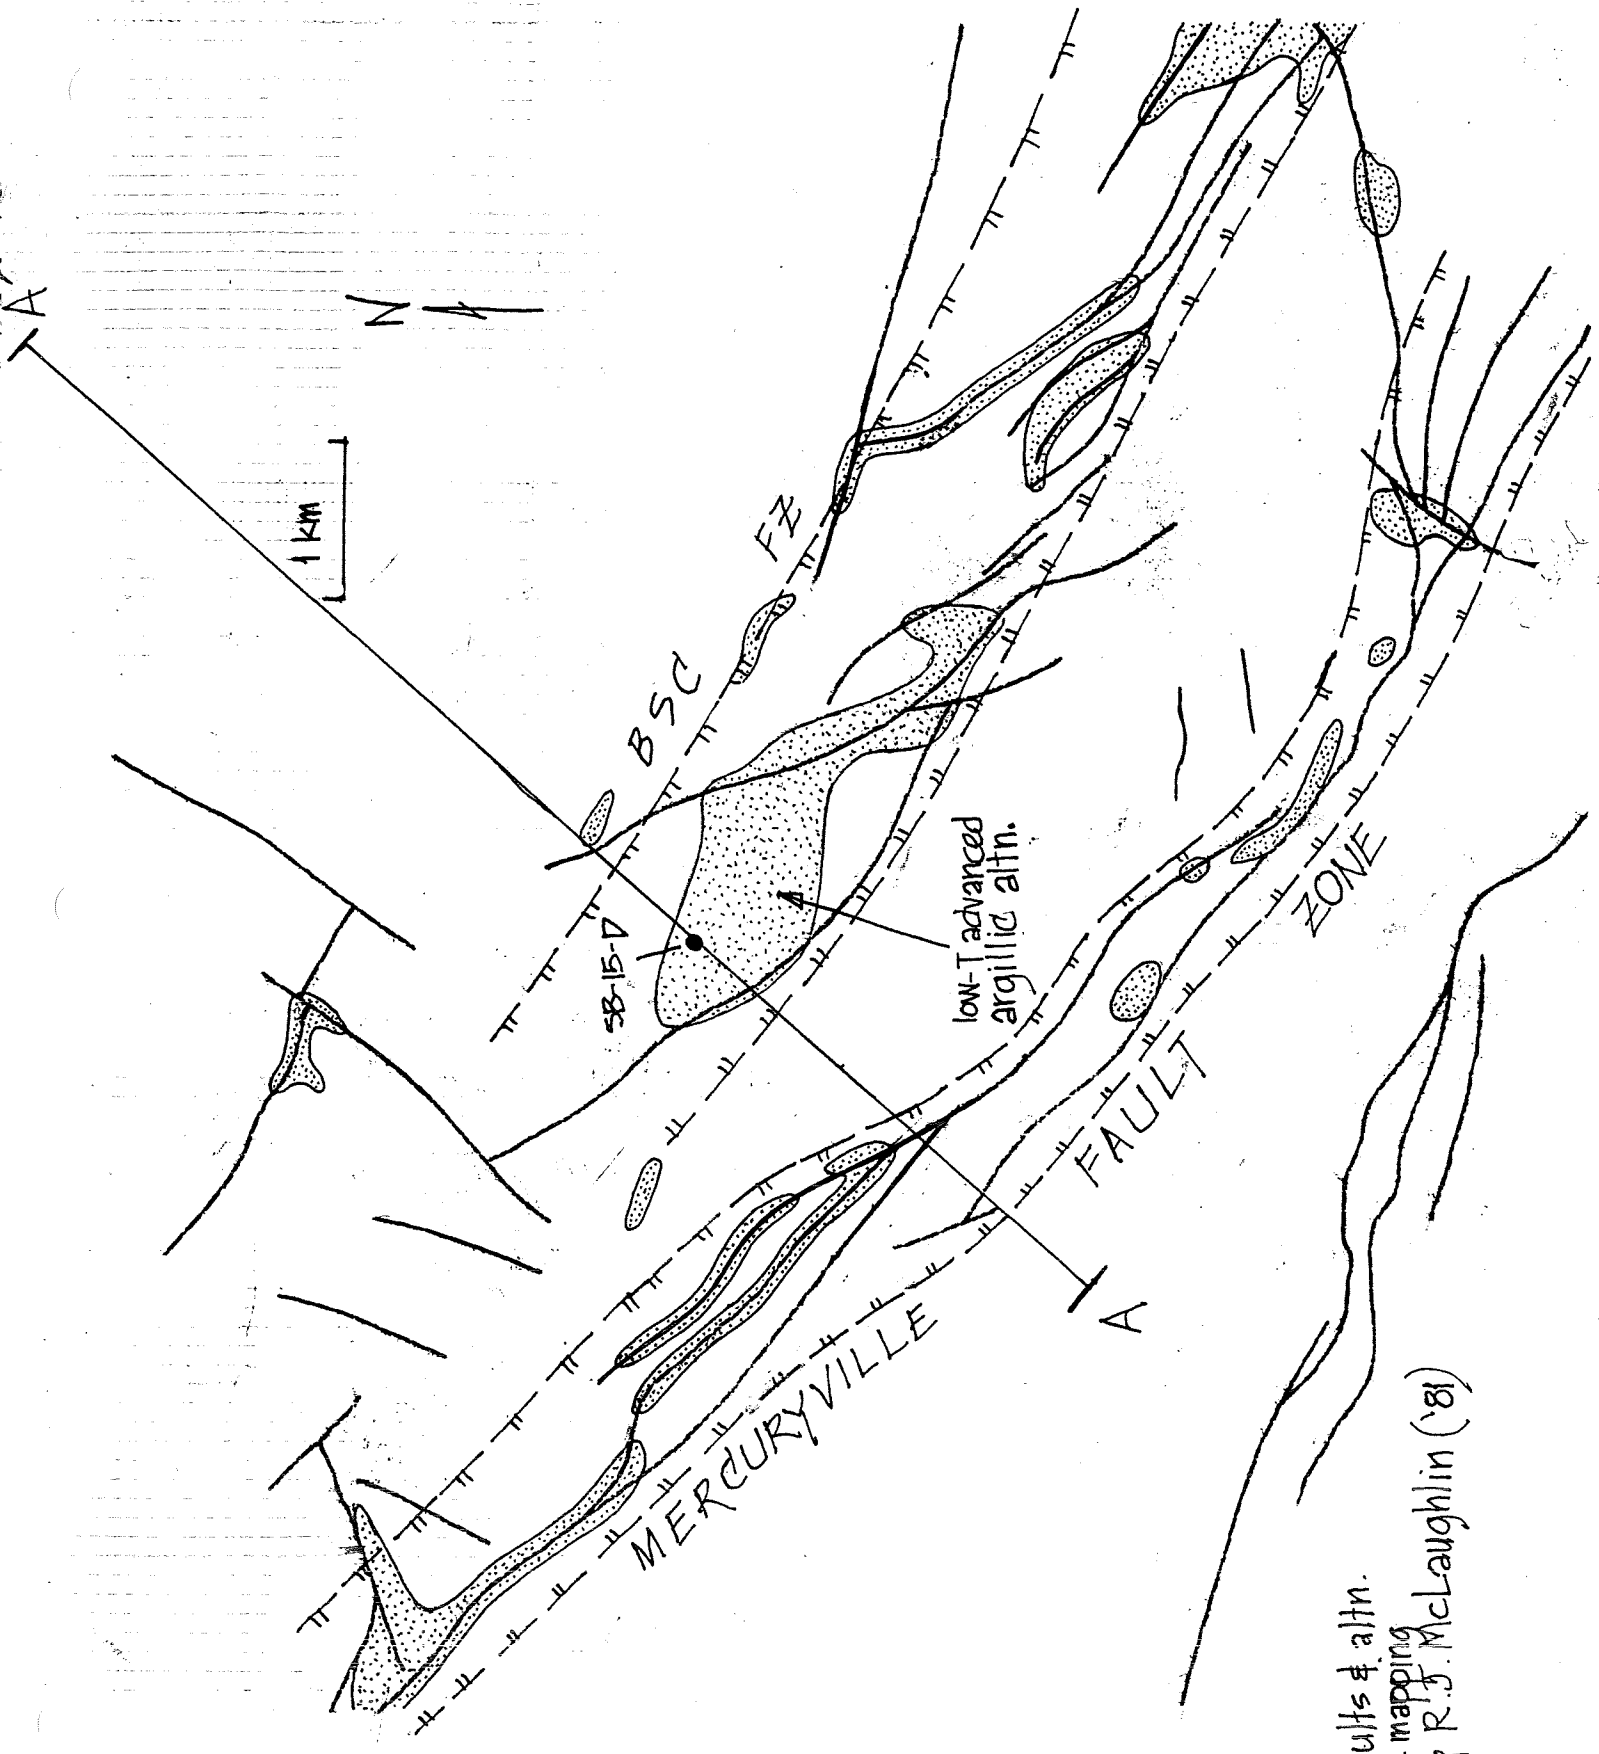 A'
N
1 km
BSC FZ
SB-15-D
low-T advanced
argillic altn.
MERCURYVILLE FAULT ZONE
A
ults & altn.
mapping
R.J. McLaughlin ('81)